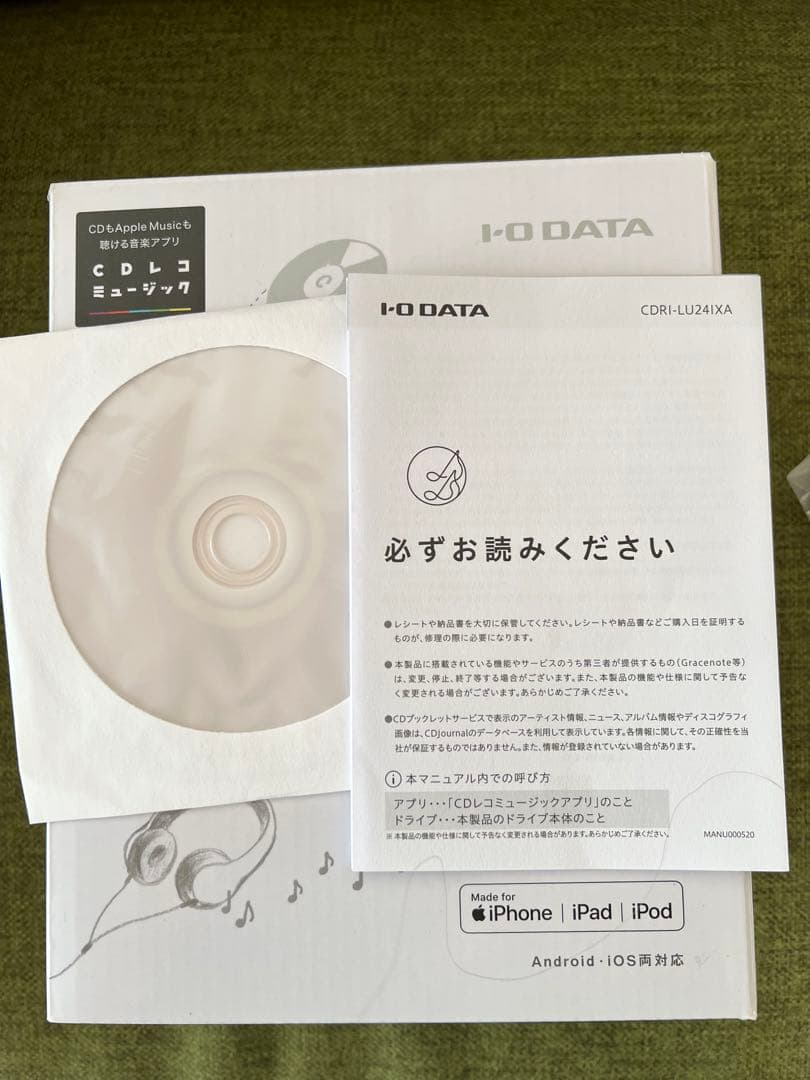 CDもApple Musicも
聴ける音楽アプリ
CDレコ
ミュージック
I-O DATA
I-O DATA
CDRI-LU24IXA
必ずお読みください
●レシートや納品書を大切に保管してください。レシートや納品書などご購入日を証明する
ものが、修理の際に必要になります。
●本製品に搭載されている機能やサービスのうち第三者が提供するもの(Gracenote等)
は、変更、停止、終了等する場合がございます。また、本製品の機能や仕様に関して予告な
く変更される場合がございます。あらかじめご了承ください。
●CDブックレットサービスで表示のアーティスト情報、ニュース、アルバム情報やディスコグラフィ
画像は、CDJournalのデータベースを利用して表示しています。各情報に関して、その正確性を当
社が保証するものではありません。また、情報が登録されていない場合があります。
i 本マニュアル内での呼び方
アプリ・・・「CDレコミュージックアプリ」のこと
ドライブ・・・本製品のドライブ本体のこと
※本製品の機能や仕様に関して予告なく変更される場合があります。あらかじめご了承ください。
MANU000520
Made for
iPhone | iPad | iPod
Android・iOS両対応